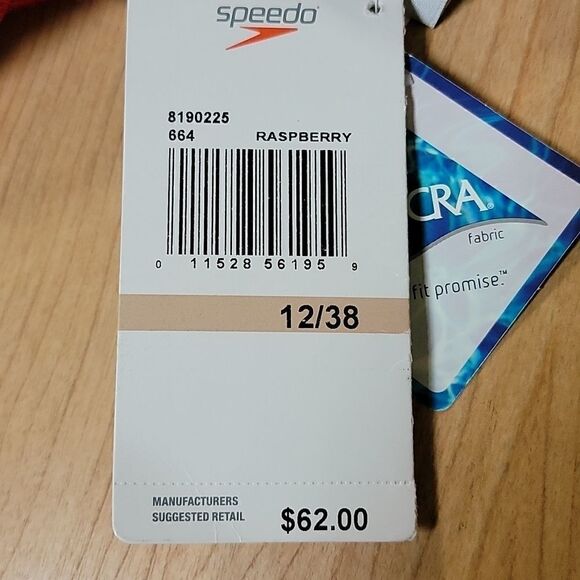 speedo
8190225
664 RASPBERRY
0 11528 56195 9
12/38
MANUFACTURERS
SUGGESTED RETAIL $62.00
CRA®
fabric
fit promise.™